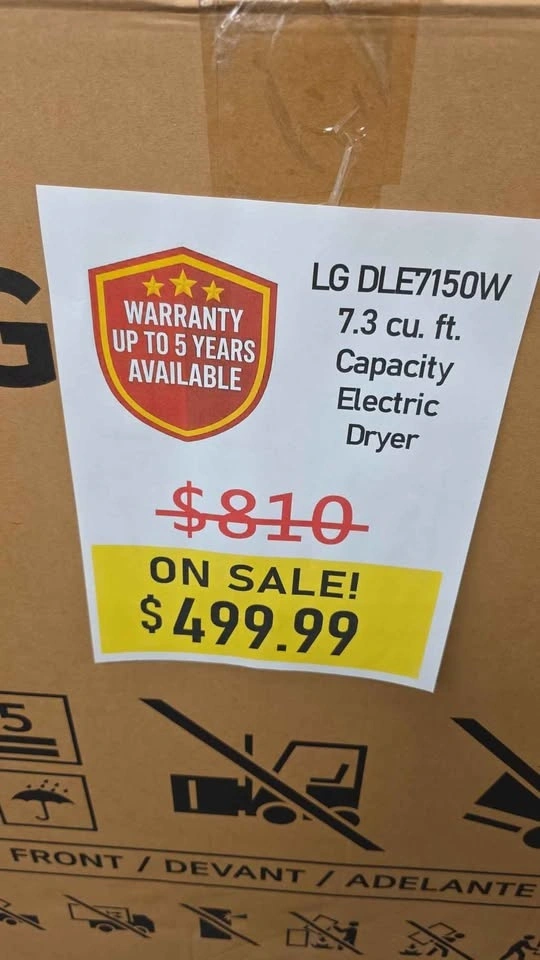 G
WARRANTY
UP TO 5 YEARS
AVAILABLE
LG DLE7150W
7.3 cu. ft.
Capacity
Electric
Dryer
$810
ON SALE!
$499.99
5
FRONT / DEVANT / ADELANTE